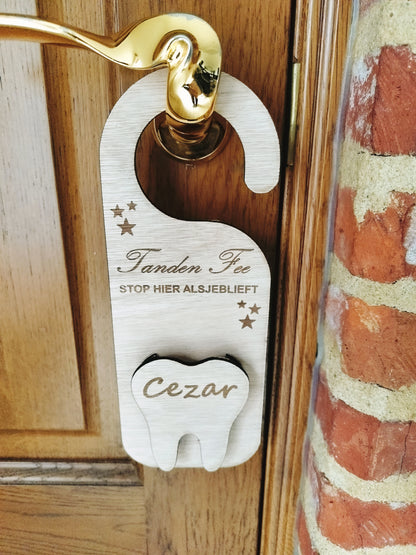 Tanden Fee
STOP HIER ALSJEBLIEFT
Cezar